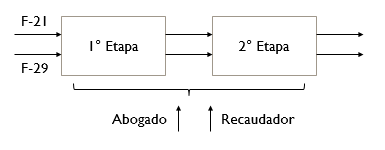 F-21
1° Etapa
2° Etapa
F-29
Abogado
Recaudador